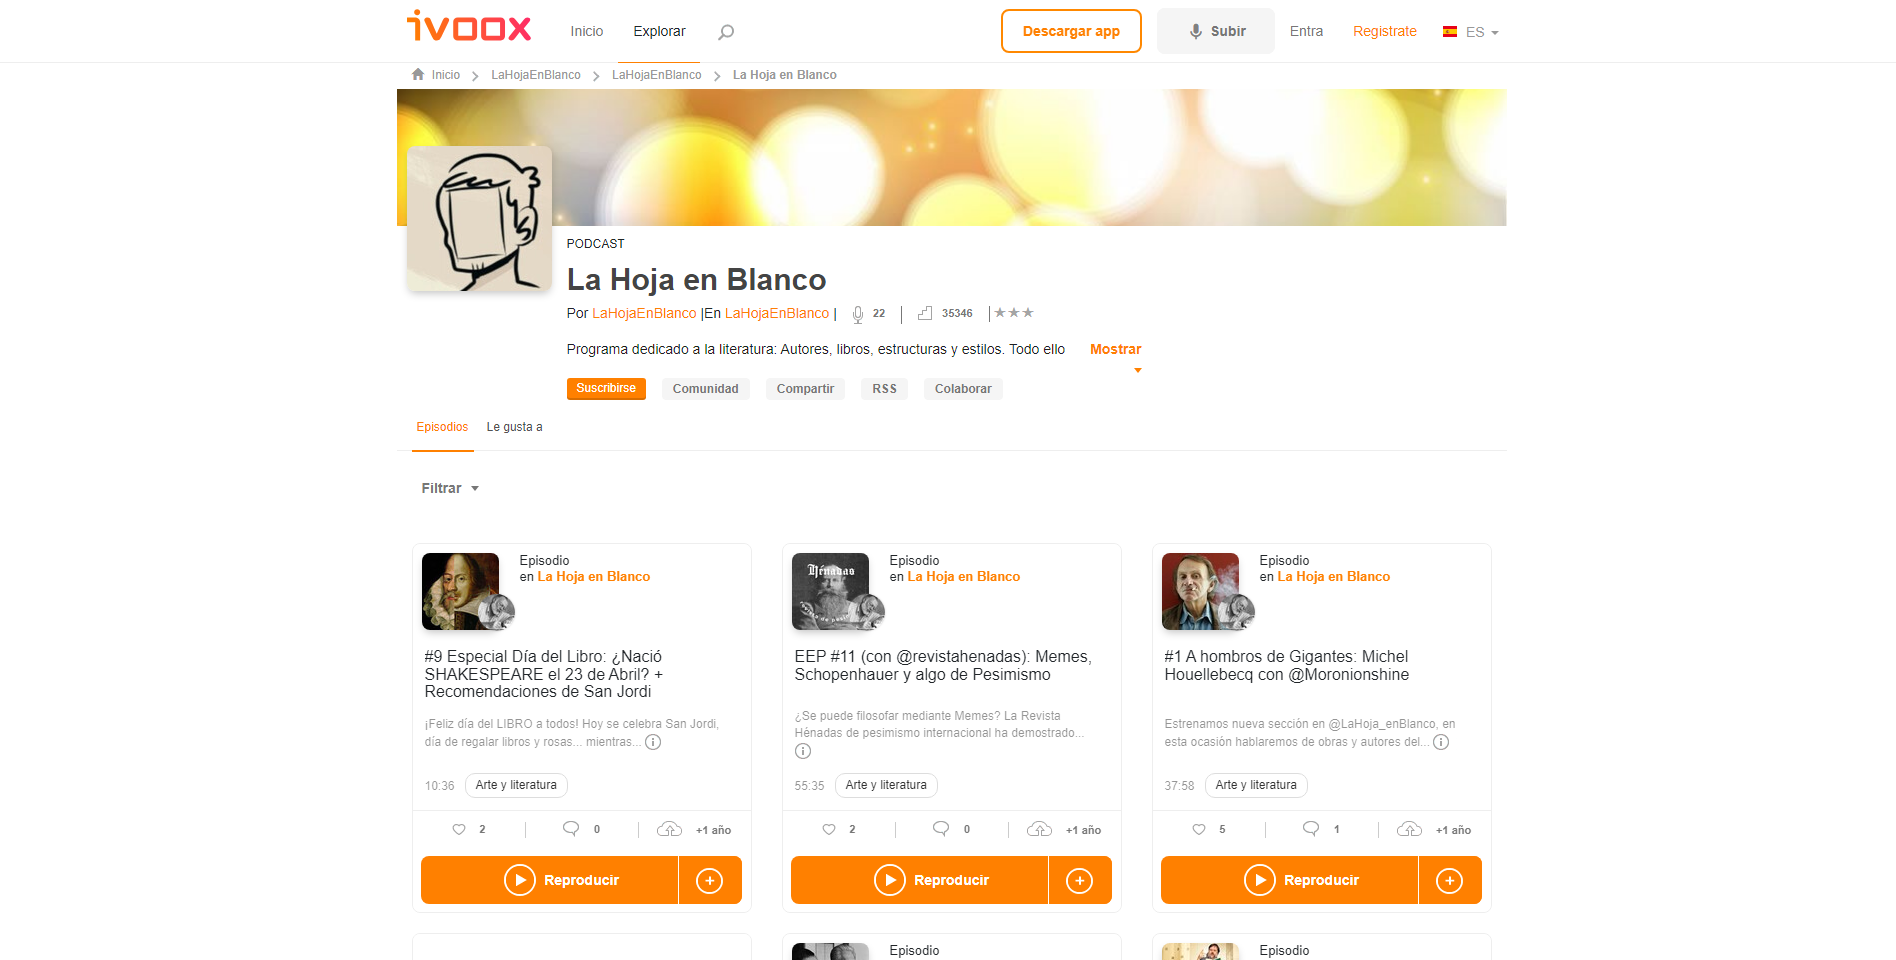 ivoox
Inicio
Explorar
Descargar app
Subir
Entra
Regístrate
ES
Inicio
LaHojaEnBlanco
LaHojaEnBlanco
La Hoja en Blanco
PODCAST
La Hoja en Blanco
Por LaHojaEnBlanco |En LaHojaEnBlanco | 22 35346
Programa dedicado a la literatura: Autores, libros, estructuras y estilos. Todo ello
Mostrar
Suscribirse
Comunidad
Compartir
RSS
Colaborar
Episodios
Le gusta a
Filtrar
Episodio
en La Hoja en Blanco
#9 Especial Día del Libro: ¿Nació
SHAKESPEARE el 23 de Abril? +
Recomendaciones de San Jordi
¡Feliz día del LIBRO a todos! Hoy se celebra San Jordi,
día de regalar libros y rosas... mientras...
10:36
Arte y literatura
2
0
+1 año
Reproducir
Hénadas
Episodio
en La Hoja en Blanco
EEP #11 (con @revistahenadas): Memes,
Schopenhauer y algo de Pesimismo
¿Se puede filosofar mediante Memes? La Revista
Hénadas de pesimismo internacional ha demostrado...
55:35
Arte y literatura
2
0
+1 año
Reproducir
Episodio
en La Hoja en Blanco
#1 A hombros de Gigantes: Michel
Houellebecq con @Moronionshine
Estrenamos nueva sección en @LaHoja_enBlanco, en
esta ocasión hablaremos de obras y autores del...
37:58
Arte y literatura
5
1
+1 año
Reproducir
Episodio
Episodio